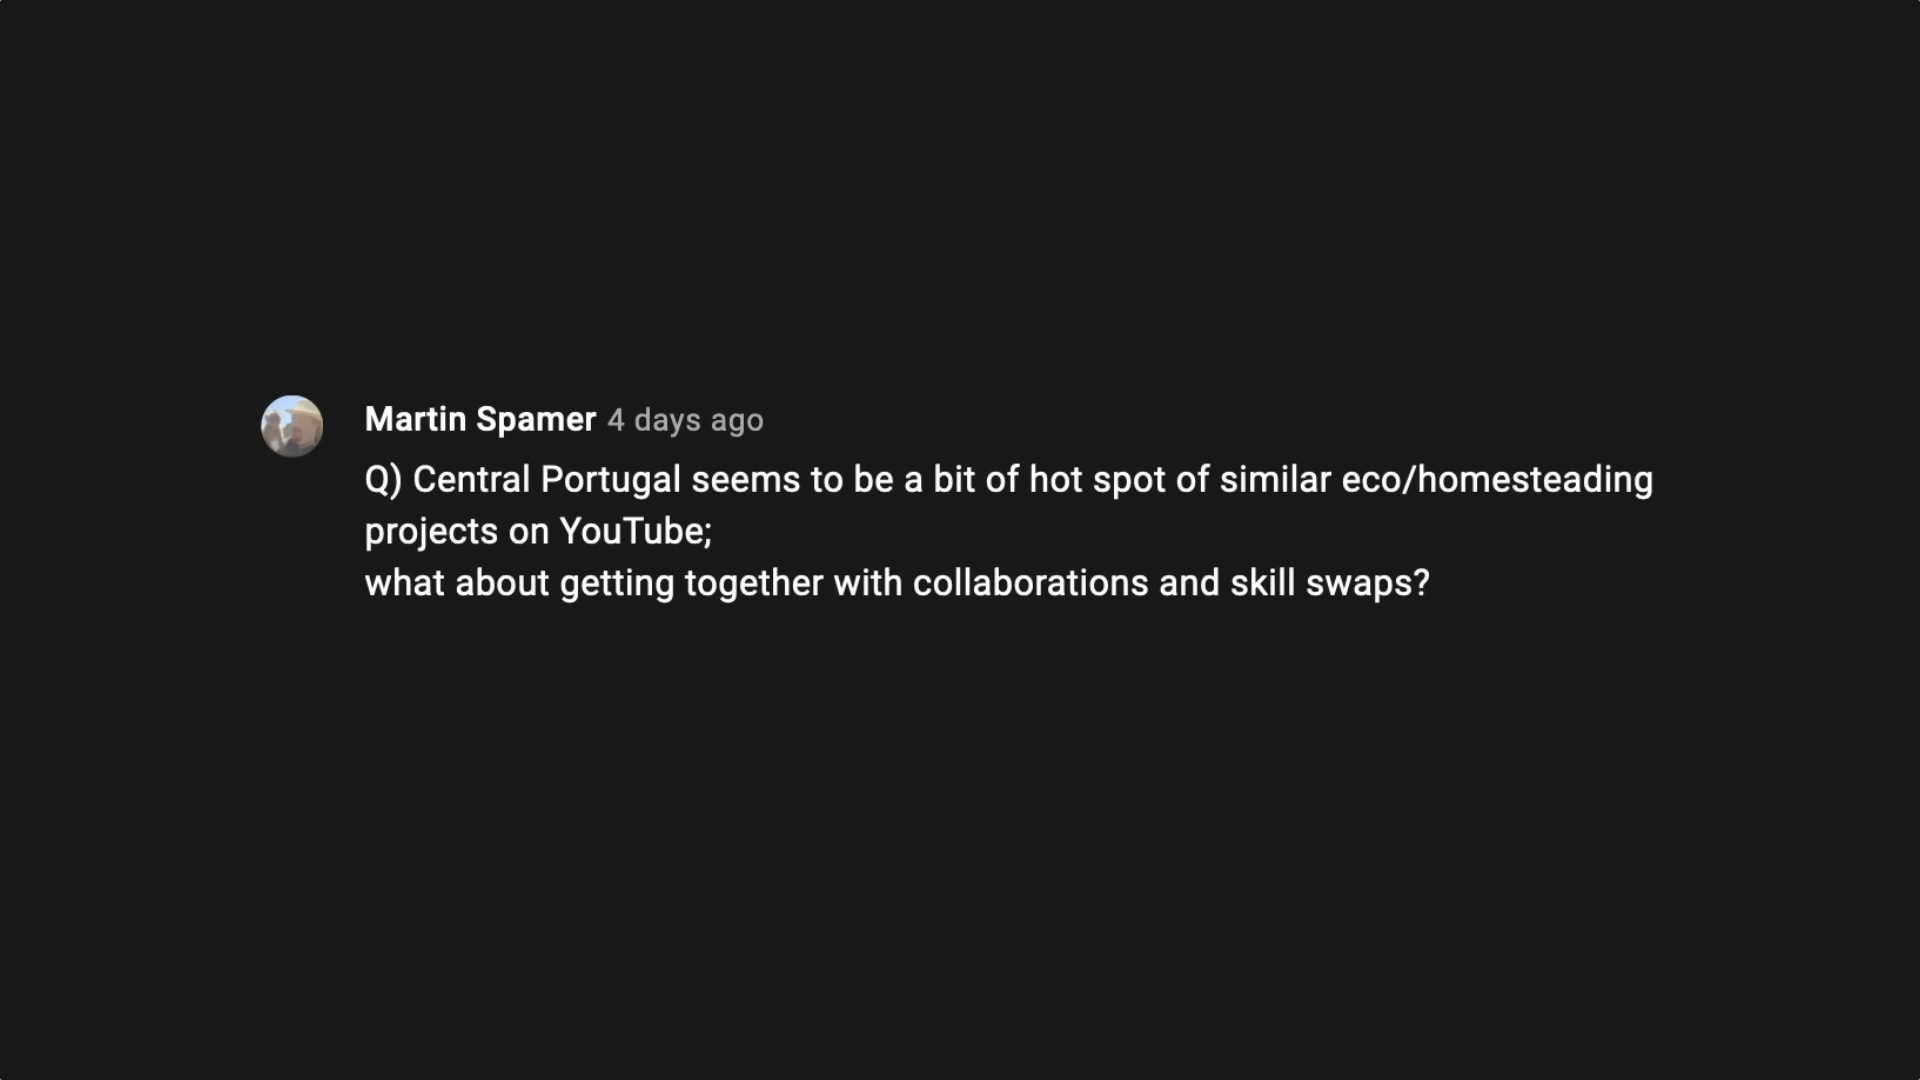 Martin Spamer 4 days ago
Q) Central Portugal seems to be a bit of hot spot of similar eco/homesteading
projects on YouTube;
what about getting together with collaborations and skill swaps?